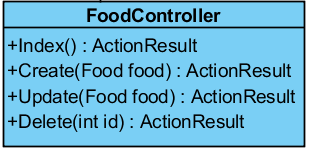 FoodController
+Index() : ActionResult
+Create(Food food) : ActionResult
+Update(Food food) : ActionResult
+Delete(int id) : ActionResult